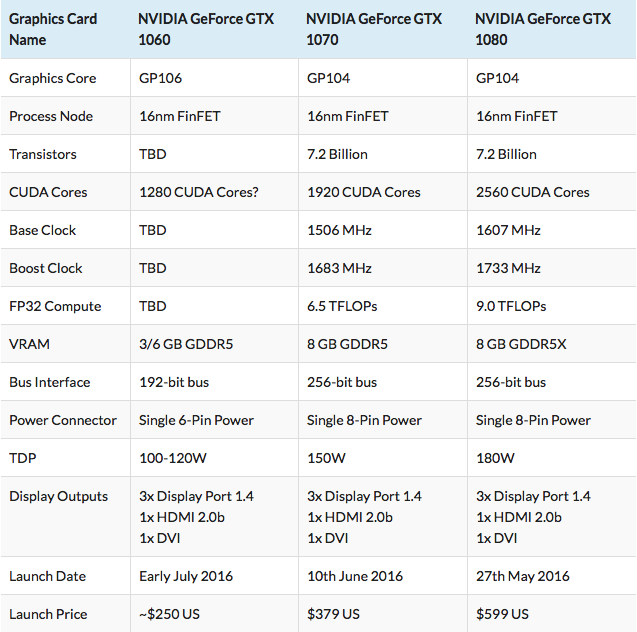 Graphics Card Name NVIDIA GeForce GTX 1060 NVIDIA GeForce GTX 1070 NVIDIA GeForce GTX 1080
Graphics Core GP106 GP104 GP104
Process Node 16nm FinFET 16nm FinFET 16nm FinFET
Transistors TBD 7.2 Billion 7.2 Billion
CUDA Cores 1280 CUDA Cores? 1920 CUDA Cores 2560 CUDA Cores
Base Clock TBD 1506 MHz 1607 MHz
Boost Clock TBD 1683 MHz 1733 MHz
FP32 Compute TBD 6.5 TFLOPs 9.0 TFLOPs
VRAM 3/6 GB GDDR5 8 GB GDDR5 8 GB GDDR5X
Bus Interface 192-bit bus 256-bit bus 256-bit bus
Power Connector Single 6-Pin Power Single 8-Pin Power Single 8-Pin Power
TDP 100-120W 150W 180W
Display Outputs 3x Display Port 1.4 3x Display Port 1.4 3x Display Port 1.4
1x HDMI 2.0b 1x HDMI 2.0b 1x HDMI 2.0b
1x DVI 1x DVI 1x DVI
Launch Date Early July 2016 10th June 2016 27th May 2016
Launch Price ~$250 US $379 US $599 US